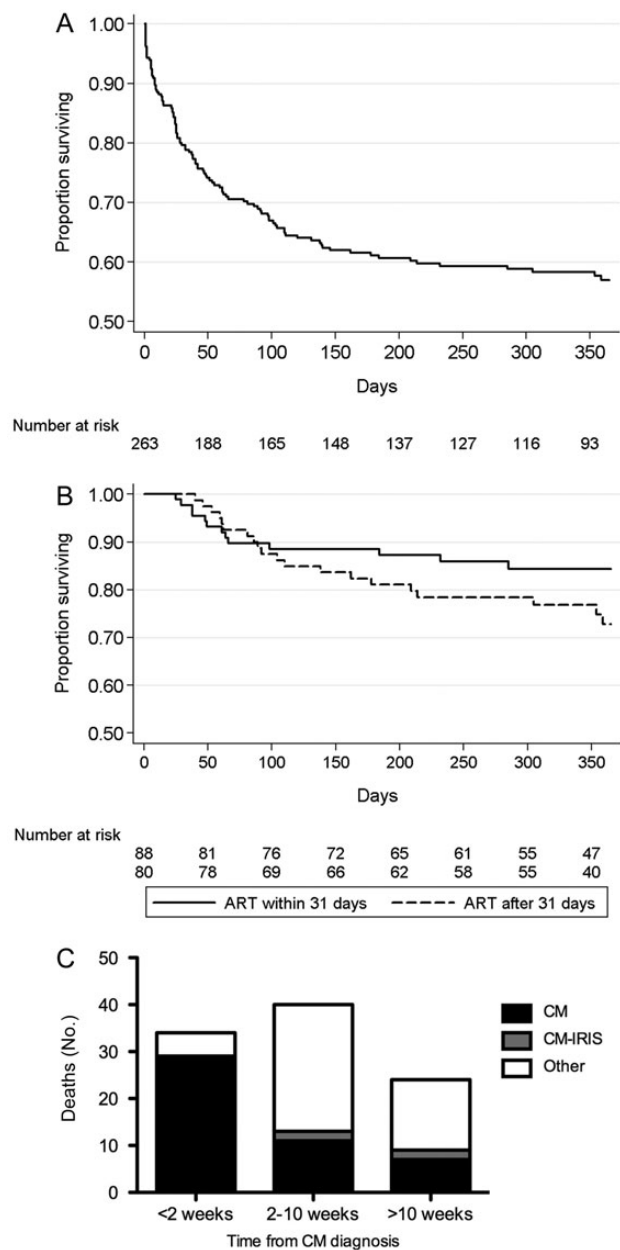 A
1.00
0.90
0.80
0.70
0.60
0.50
Proportion surviving
0 50 100 150 200 250 300 350
Days
Number at risk
263 188 165 148 137 127 116 93
B
1.00
0.90
0.80
0.70
0.60
0.50
Proportion surviving
0 50 100 150 200 250 300 350
Days
Number at risk
88 81 76 72 65 61 55 47
80 78 69 66 62 58 55 40
ART within 31 days ART after 31 days
C
50
40
30
20
10
0
Deaths (No.)
CM
CM-IRIS
Other
<2 weeks 2-10 weeks >10 weeks
Time from CM diagnosis